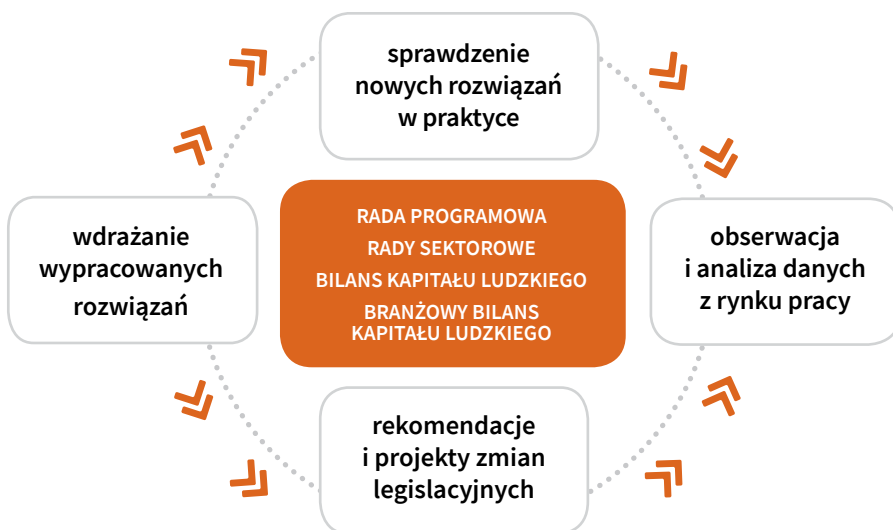 sprawdzenie
nowych rozwiązań
w praktyce
wdrażanie
wypracowanych
rozwiązań
RADA PROGRAMOWA
RADY SEKTOROWE
BILANS KAPITAŁU LUDZKIEGO
BRANŻOWY BILANS
KAPITAŁU LUDZKIEGO
obserwacja
i analiza danych
z rynku pracy
rekomendacje
i projekty zmian
legislacyjnych